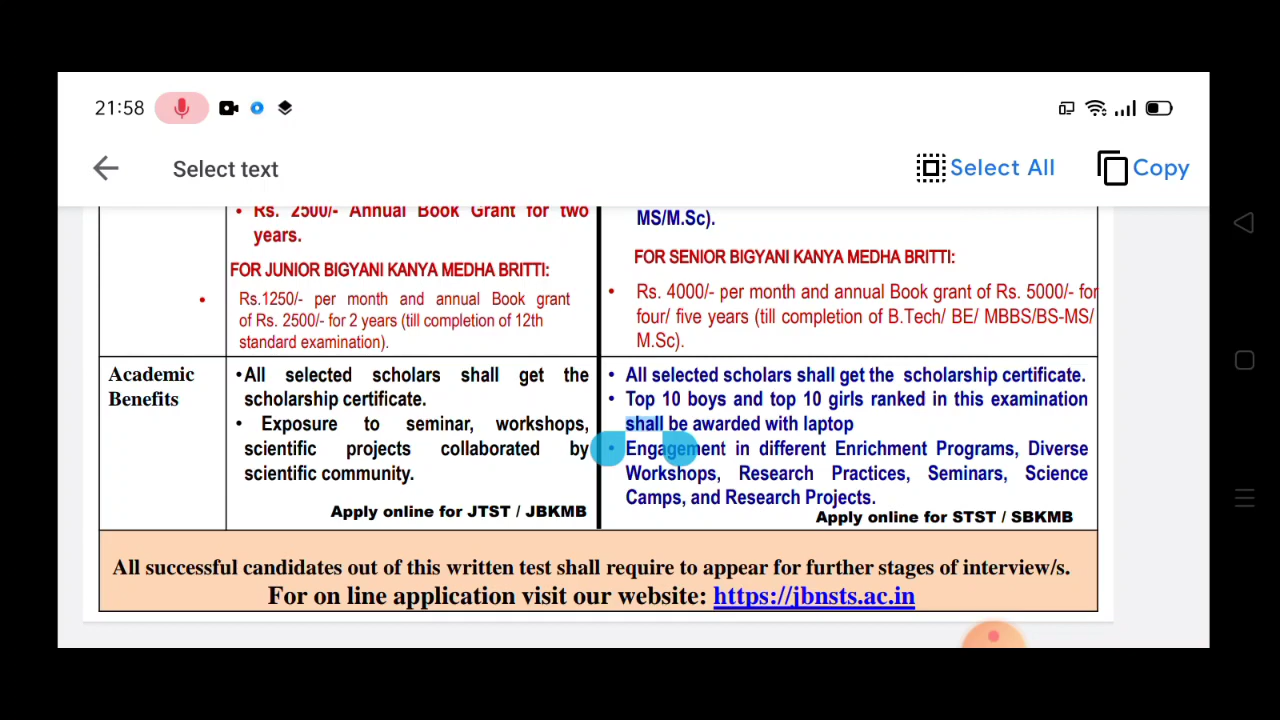 21:58
Select text
Select All
Copy
• Rs. 2500/- Annual Book Grant for two
years.
FOR JUNIOR BIGYANI KANYA MEDHA BRITTI:
• Rs.1250/- per month and annual Book grant
of Rs. 2500/- for 2 years (till completion of 12th
standard examination).
MS/M.Sc).
FOR SENIOR BIGYANI KANYA MEDHA BRITTI:
• Rs. 4000/- per month and annual Book grant of Rs. 5000/- for
four/ five years (till completion of B.Tech/ BE/ MBBS/BS-MS/
M.Sc).
Academic
Benefits
•All selected scholars shall get the
scholarship certificate.
• Exposure to seminar, workshops,
scientific projects collaborated by
scientific community.
Apply online for JTST / JBKMB
• All selected scholars shall get the scholarship certificate.
• Top 10 boys and top 10 girls ranked in this examination
shall be awarded with laptop
• Engagement in different Enrichment Programs, Diverse
Workshops, Research Practices, Seminars, Science
Camps, and Research Projects.
Apply online for STST / SBKMB
All successful candidates out of this written test shall require to appear for further stages of interview/s.
For on line application visit our website: https://jbnsts.ac.in